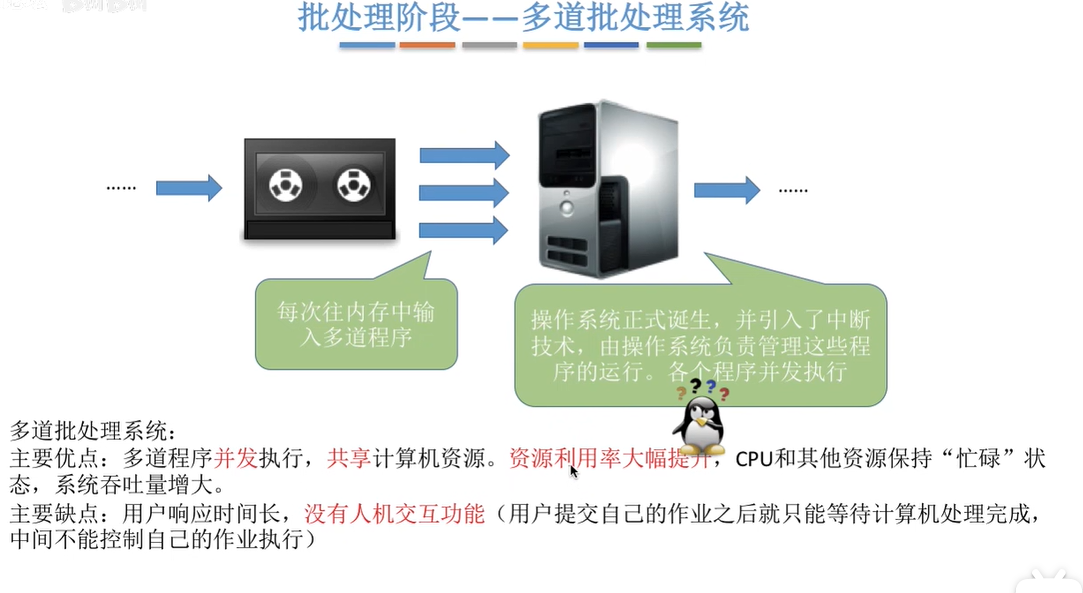 批处理阶段——多道批处理系统
......
......
每次往内存中输
入多道程序
操作系统正式诞生，并引入了中断
技术，由操作系统负责管理这些程
序的运行。各个程序并发执行
? ? ? ?
多道批处理系统：
主要优点：多道程序并发执行，共享计算机资源。资源利用率大幅提升，CPU和其他资源保持“忙碌”状
态，系统吞吐量增大。
主要缺点：用户响应时间长，没有人机交互功能（用户提交自己的作业之后就只能等待计算机处理完成，
中间不能控制自己的作业执行）